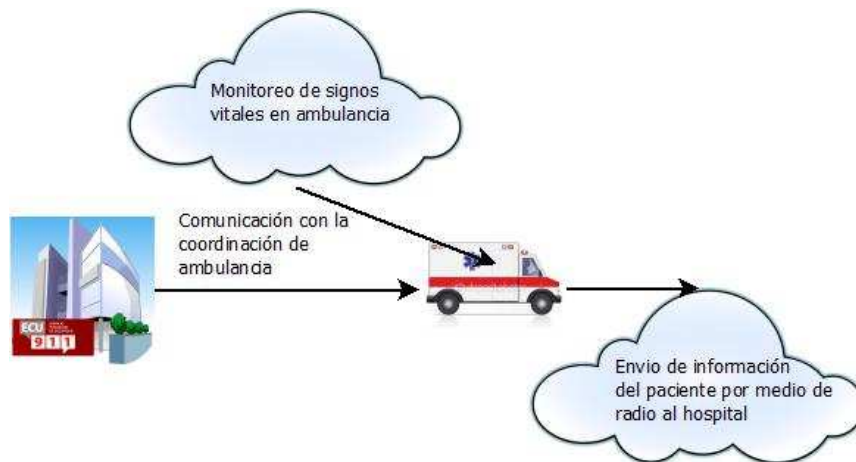 Monitoreo de signos
vitales en ambulancia
Comunicación con la
coordinación de
ambulancia
ECU
911
Envio de información
del paciente por medio de
radio al hospital